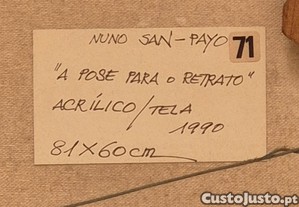 NUNO SAN-PAYO 71
"A POSE PARA O RETRATO"
ACRÍLICO/TELA
1990
81X60cm
CustoJusto.pt